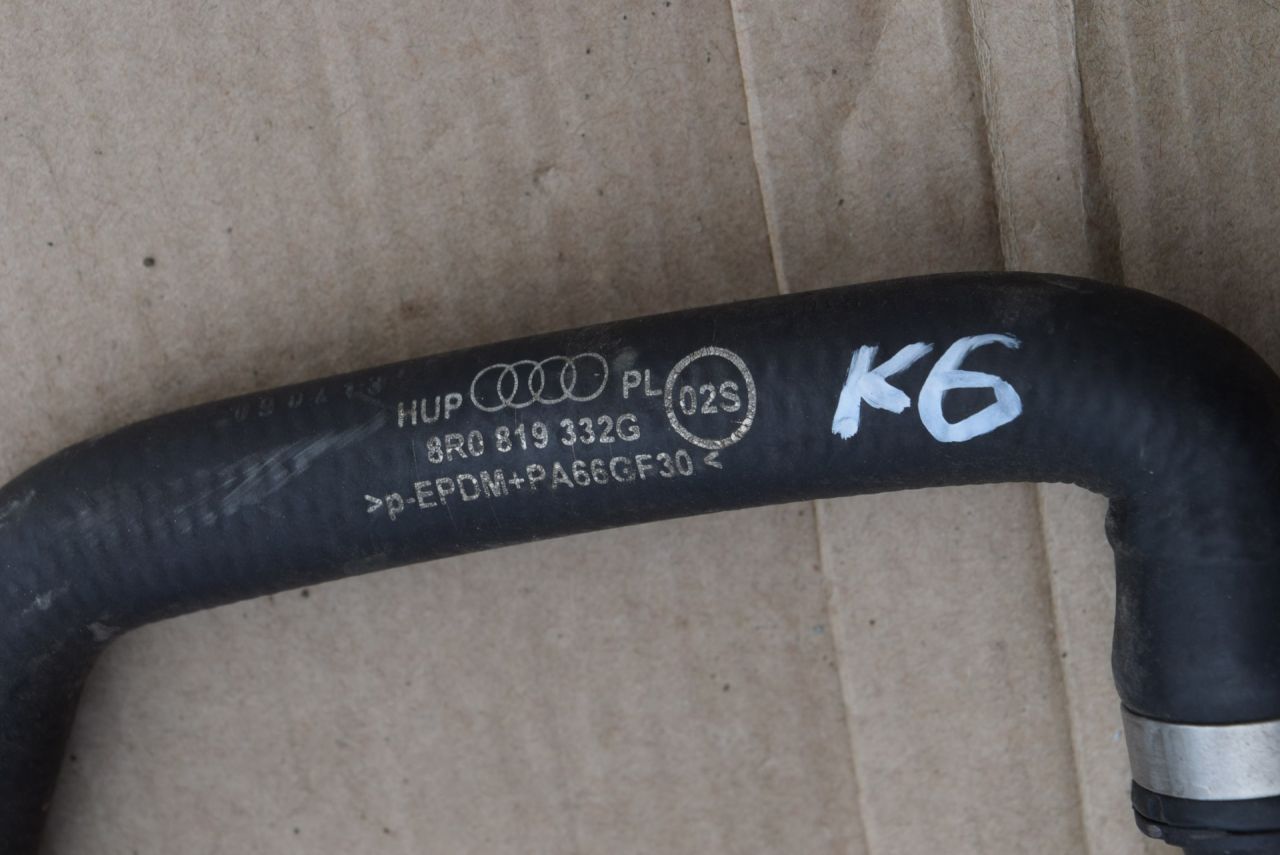 HUP PL 02S
8R0 819 332G
>p-EPDM+PA66GF30<
K6